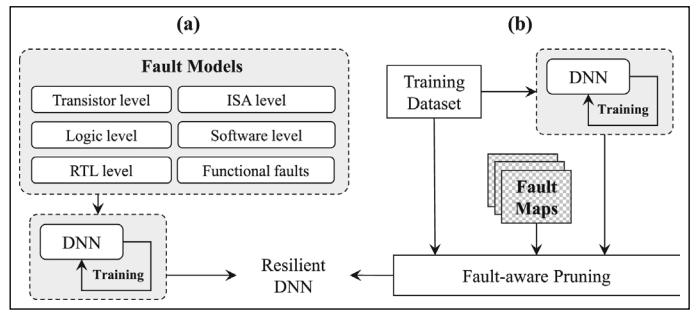 (a)
Fault Models
Transistor level
ISA level
Logic level
Software level
RTL level
Functional faults
DNN
Training
Resilient
DNN
(b)
Training
Dataset
DNN
Training
Fault
Maps
Fault-aware Pruning